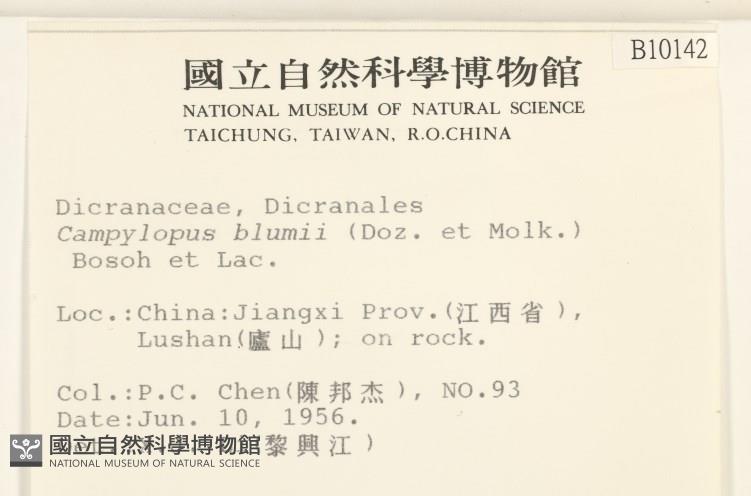 B10142
國立自然科學博物館
NATIONAL MUSEUM OF NATURAL SCIENCE
TAICHUNG, TAIWAN, R.O.CHINA
Dicranaceae, Dicranales
Campylopus blumii (Doz. et Molk.)
Bosoh et Lac.
Loc.:China:Jiangxi Prov.(江西省),
Lushan(廬山); on rock.
Col.:P.C. Chen(陳邦杰), NO.93
Date:Jun. 10, 1956.
黎興江)
國立自然科學博物館
NATIONAL MUSEUM OF NATURAL SCIENCE